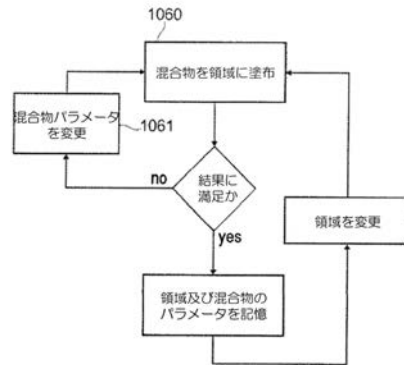 1060
混合物を領域に塗布
混合物パラメータ
を変更
1061
no
結果に
満足か
yes
領域を変更
領域及び混合物の
パラメータを記憶